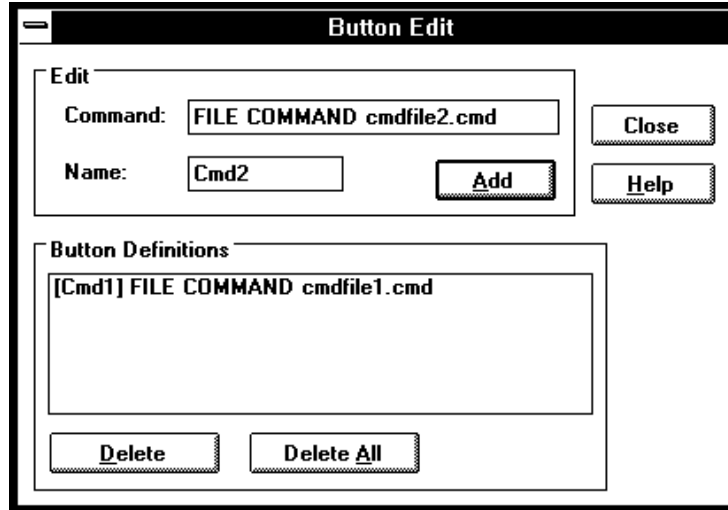 Button Edit
Edit
Command: FILE COMMAND cmdfile2.cmd
Close
Name: Cmd2 Add
Help
Button Definitions
[Cmd1] FILE COMMAND cmdfile1.cmd
Delete Delete All